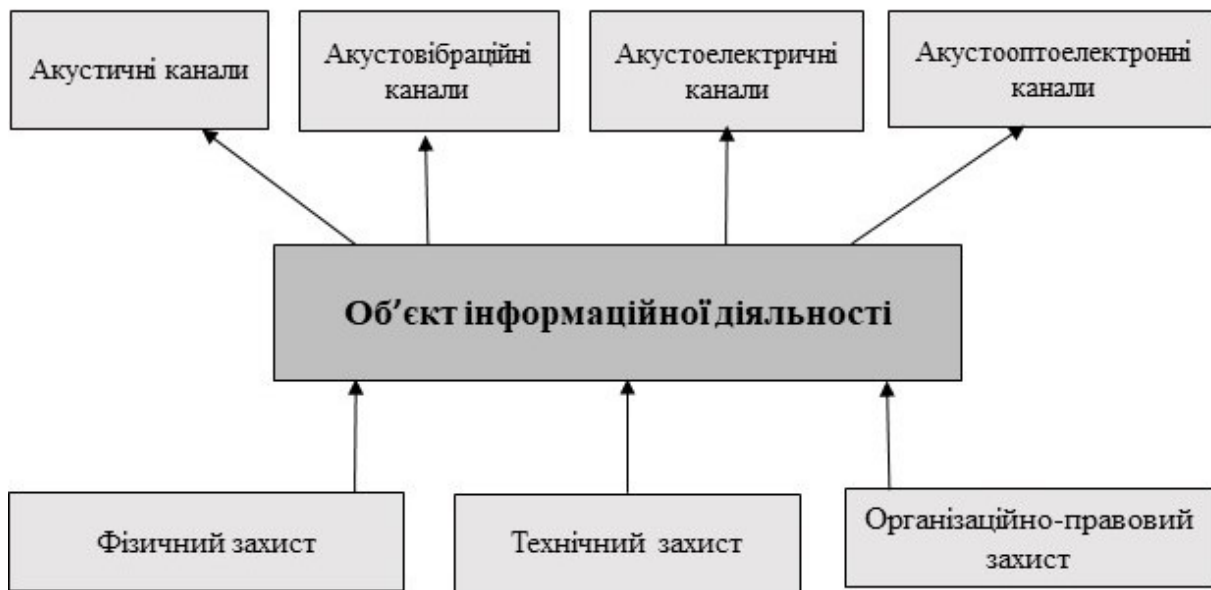 Акустичні канали
Акустовібраційні
канали
Акустоелектричні
канали
Акустооптоелектронні
канали
Об’єкт інформаційної діяльності
Фізичний захист
Технічний захист
Організаційно-правовий
захист